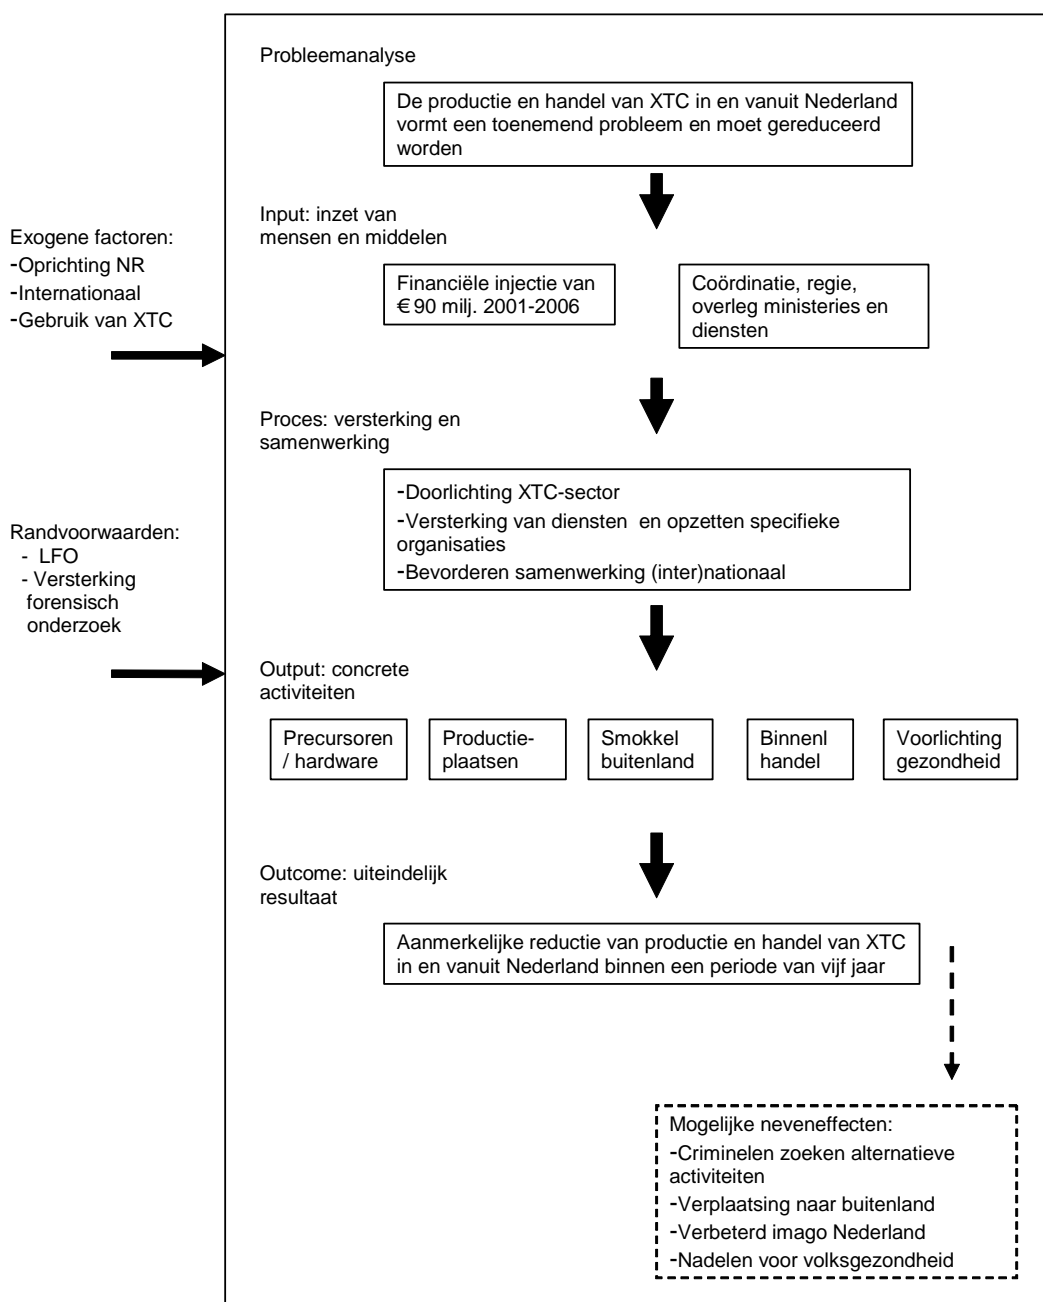 Probleemanalyse
De productie en handel van XTC in en vanuit Nederland
vormt een toenemend probleem en moet gereduceerd
worden
Input: inzet van
mensen en middelen
Exogene factoren:
-Oprichting NR
-Internationaal
-Gebruik van XTC
Financiële injectie van
€ 90 milj. 2001-2006
Coördinatie, regie,
overleg ministeries en
diensten
Proces: versterking en
samenwerking
-Doorlichting XTC-sector
-Versterking van diensten en opzetten specifieke
organisaties
-Bevorderen samenwerking (inter)nationaal
Randvoorwaarden:
- LFO
- Versterking
forensisch
onderzoek
Output: concrete
activiteiten
Precursoren
/ hardware
Productie-
plaatsen
Smokkel
buitenland
Binnenl
handel
Voorlichting
gezondheid
Outcome: uiteindelijk
resultaat
Aanmerkelijke reductie van productie en handel van XTC
in en vanuit Nederland binnen een periode van vijf jaar
Mogelijke neveneffecten:
-Criminelen zoeken alternatieve
activiteiten
-Verplaatsing naar buitenland
-Verbeterd imago Nederland
-Nadelen voor volksgezondheid